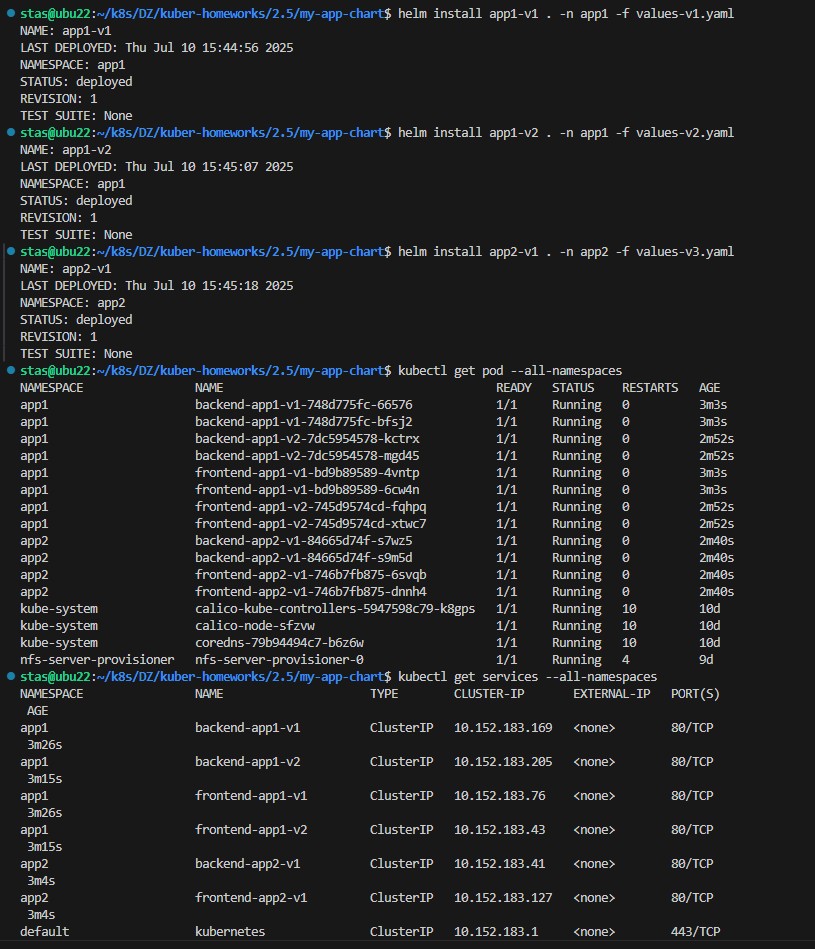 stas@ubu22:~/k8s/DZ/kuber-homeworks/2.5/my-app-chart$ helm install app1-v1 . -n app1 -f values-v1.yaml
NAME: app1-v1
LAST DEPLOYED: Thu Jul 10 15:44:56 2025
NAMESPACE: app1
STATUS: deployed
REVISION: 1
TEST SUITE: None
stas@ubu22:~/k8s/DZ/kuber-homeworks/2.5/my-app-chart$ helm install app1-v2 . -n app1 -f values-v2.yaml
NAME: app1-v2
LAST DEPLOYED: Thu Jul 10 15:45:07 2025
NAMESPACE: app1
STATUS: deployed
REVISION: 1
TEST SUITE: None
stas@ubu22:~/k8s/DZ/kuber-homeworks/2.5/my-app-chart$ helm install app2-v1 . -n app2 -f values-v3.yaml
NAME: app2-v1
LAST DEPLOYED: Thu Jul 10 15:45:18 2025
NAMESPACE: app2
STATUS: deployed
REVISION: 1
TEST SUITE: None
stas@ubu22:~/k8s/DZ/kuber-homeworks/2.5/my-app-chart$ kubectl get pod --all-namespaces
NAMESPACE                NAME                                       READY   STATUS    RESTARTS   AGE
app1                     backend-app1-v1-748d775fc-66576            1/1     Running   0          3m3s
app1                     backend-app1-v1-748d775fc-bfsj2            1/1     Running   0          3m3s
app1                     backend-app1-v2-7dc5954578-kctrx           1/1     Running   0          2m52s
app1                     backend-app1-v2-7dc5954578-mgd45           1/1     Running   0          2m52s
app1                     frontend-app1-v1-bd9b89589-4vntp           1/1     Running   0          3m3s
app1                     frontend-app1-v1-bd9b89589-6cw4n           1/1     Running   0          3m3s
app1                     frontend-app1-v2-745d9574cd-fqhpq          1/1     Running   0          2m52s
app1                     frontend-app1-v2-745d9574cd-xtwc7          1/1     Running   0          2m52s
app2                     backend-app2-v1-84665d74f-s7wz5            1/1     Running   0          2m40s
app2                     backend-app2-v1-84665d74f-s9m5d            1/1     Running   0          2m40s
app2                     frontend-app2-v1-746b7fb875-6svqb          1/1     Running   0          2m40s
app2                     frontend-app2-v1-746b7fb875-dnnh4          1/1     Running   0          2m40s
kube-system              calico-kube-controllers-5947598c79-k8gps   1/1     Running   10         10d
kube-system              calico-node-sfzvw                          1/1     Running   10         10d
kube-system              coredns-79b94494c7-b6z6w                   1/1     Running   10         10d
nfs-server-provisioner   nfs-server-provisioner-0                   1/1     Running   4          9d
stas@ubu22:~/k8s/DZ/kuber-homeworks/2.5/my-app-chart$ kubectl get services --all-namespaces
NAMESPACE                NAME                     TYPE        CLUSTER-IP       EXTERNAL-IP   PORT(S)
 AGE
app1                     backend-app1-v1          ClusterIP   10.152.183.169   <none>        80/TCP
 3m26s
app1                     backend-app1-v2          ClusterIP   10.152.183.205   <none>        80/TCP
 3m15s
app1                     frontend-app1-v1         ClusterIP   10.152.183.76    <none>        80/TCP
 3m26s
app1                     frontend-app1-v2         ClusterIP   10.152.183.43    <none>        80/TCP
 3m15s
app2                     backend-app2-v1          ClusterIP   10.152.183.41    <none>        80/TCP
 3m4s
app2                     frontend-app2-v1         ClusterIP   10.152.183.127   <none>        80/TCP
 3m4s
default                  kubernetes               ClusterIP   10.152.183.1     <none>        443/TCP